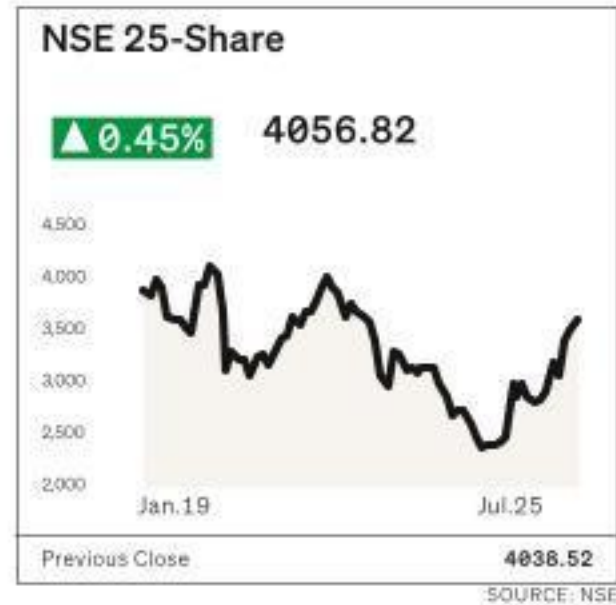 NSE 25-Share
▲ 0.45% 4056.82
4,500
4,000
3,500
3,000
2,500
2,000
Jan.19 Jul.25
Previous Close 4038.52
SOURCE: NSE